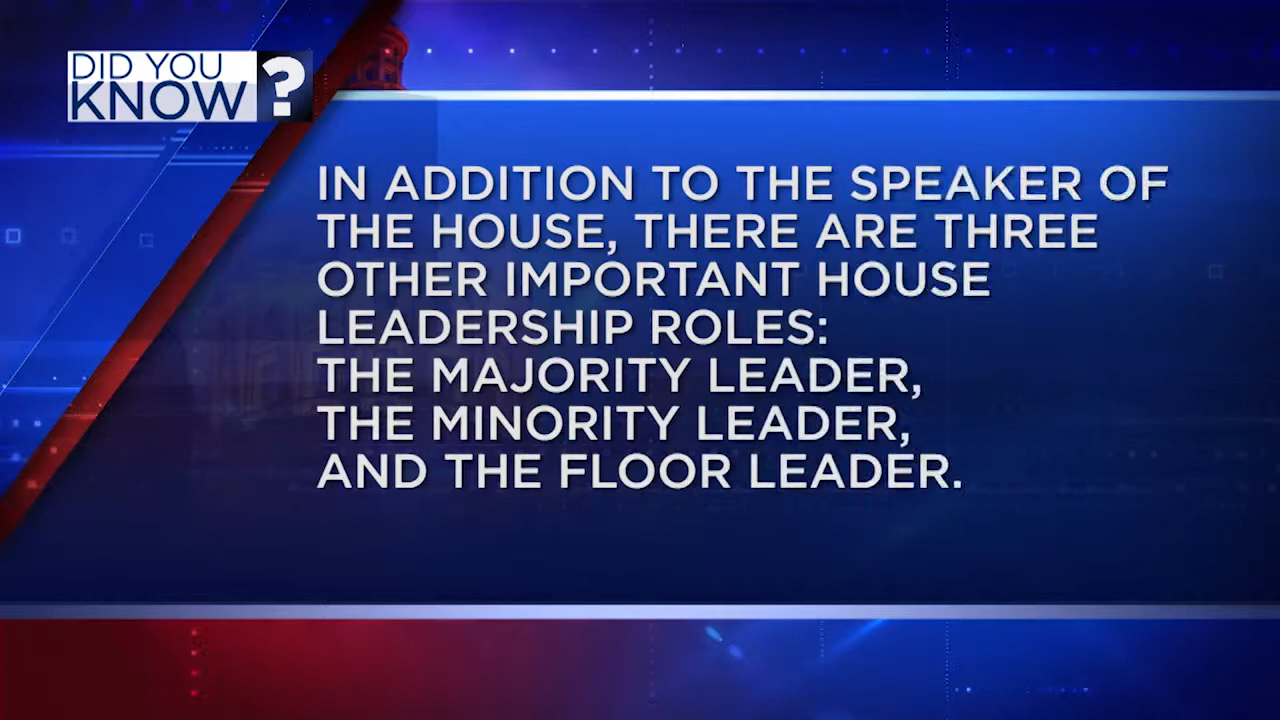 DID YOU
KNOW?
IN ADDITION TO THE SPEAKER OF
THE HOUSE, THERE ARE THREE
OTHER IMPORTANT HOUSE
LEADERSHIP ROLES:
THE MAJORITY LEADER,
THE MINORITY LEADER,
AND THE FLOOR LEADER.